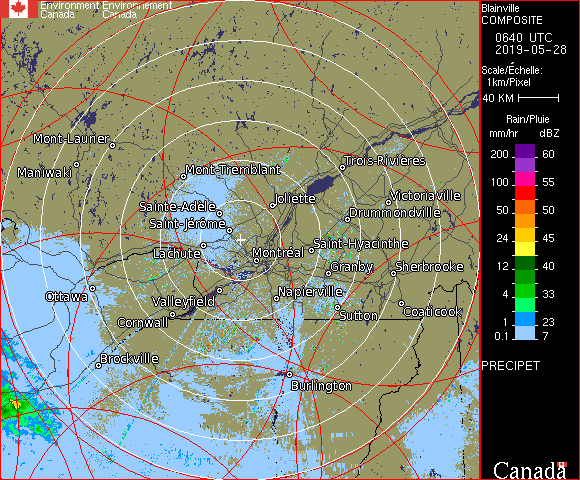 Environment Environnement
Canada Canada
Mont-Laurier
Maniwaki
Mont-Tremblant
Trois-Rivières
Sainte-Adèle
Joliette
Victoriaville
Saint-Jérôme
Drummondville
Lachute
Montréal
Saint-Hyacinthe
Granby
Sherbrooke
Ottawa
Valleyfield
Napierville
Cornwall
Sutton
Coaticook
Brockville
Burlington
Blainville
COMPOSITE
0640 UTC
2019-05-28
Scale/Échelle:
1km/Pixel
40 KM
Rain/Pluie
mm/hr dBZ
200 60
100 55
50 50
24 45
12 40
4 33
1 23
0.1 7
PRECIPET
Canada